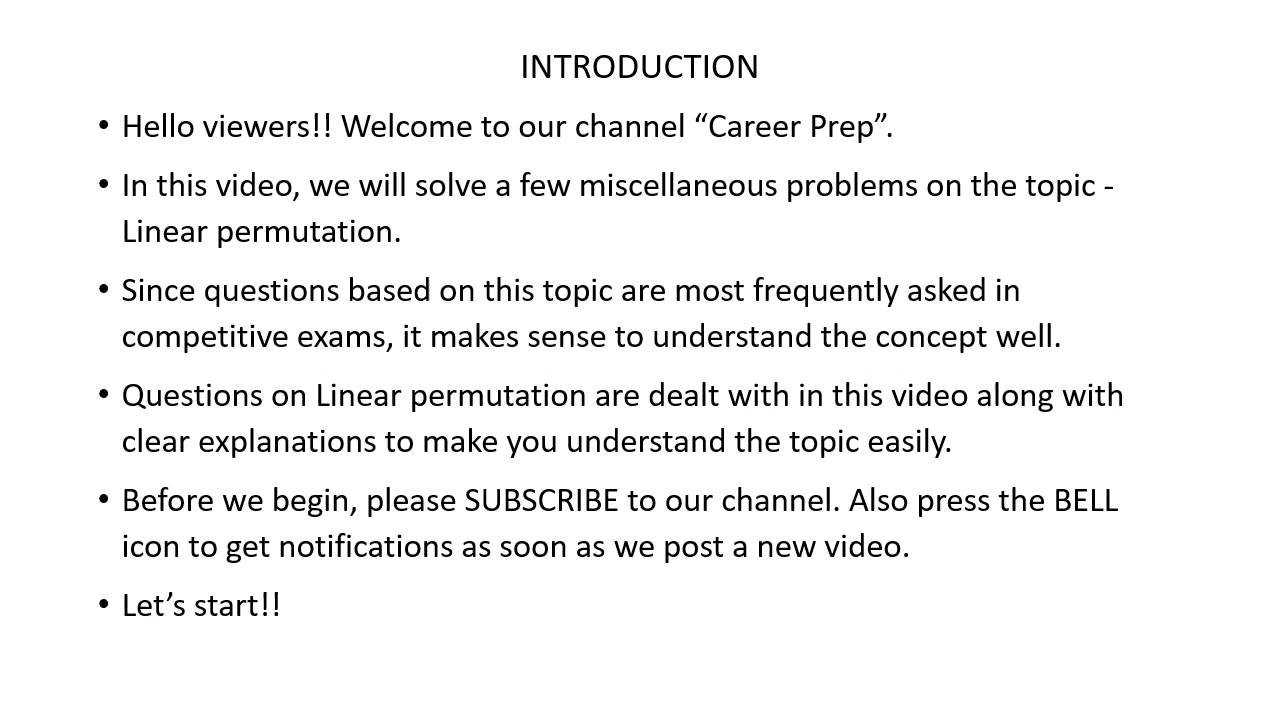 INTRODUCTION
• Hello viewers!! Welcome to our channel “Career Prep”.
• In this video, we will solve a few miscellaneous problems on the topic -
Linear permutation.
• Since questions based on this topic are most frequently asked in
competitive exams, it makes sense to understand the concept well.
• Questions on Linear permutation are dealt with in this video along with
clear explanations to make you understand the topic easily.
• Before we begin, please SUBSCRIBE to our channel. Also press the BELL
icon to get notifications as soon as we post a new video.
• Let’s start!!